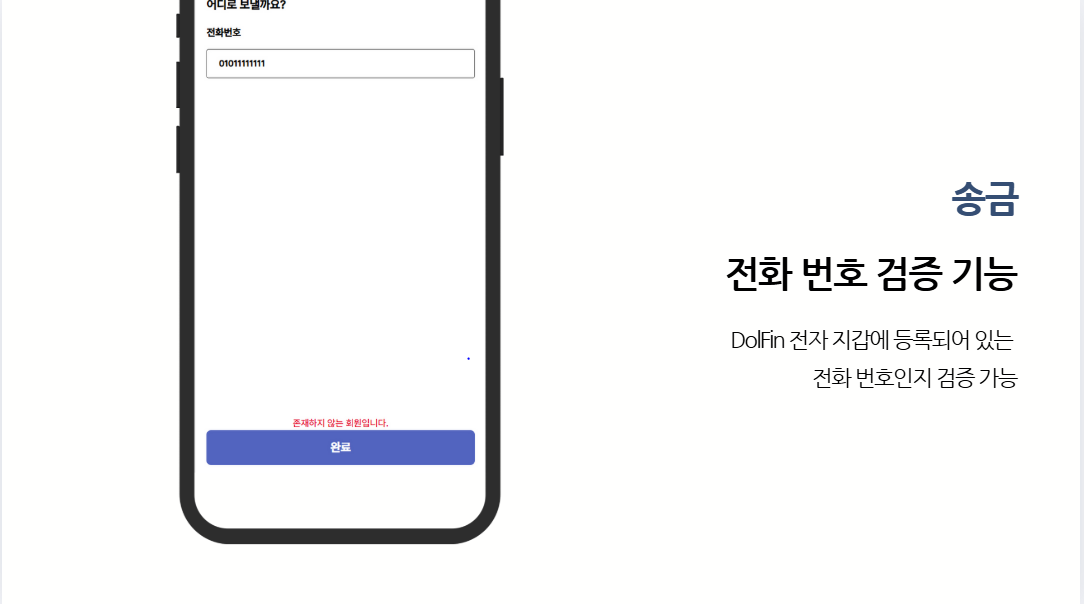 어디로 보낼까요?
전화번호
01011111111
존재하지 않는 회원입니다.
완료
송금
전화 번호 검증 기능
DolFin 전자 지갑에 등록되어 있는
전화 번호인지 검증 가능